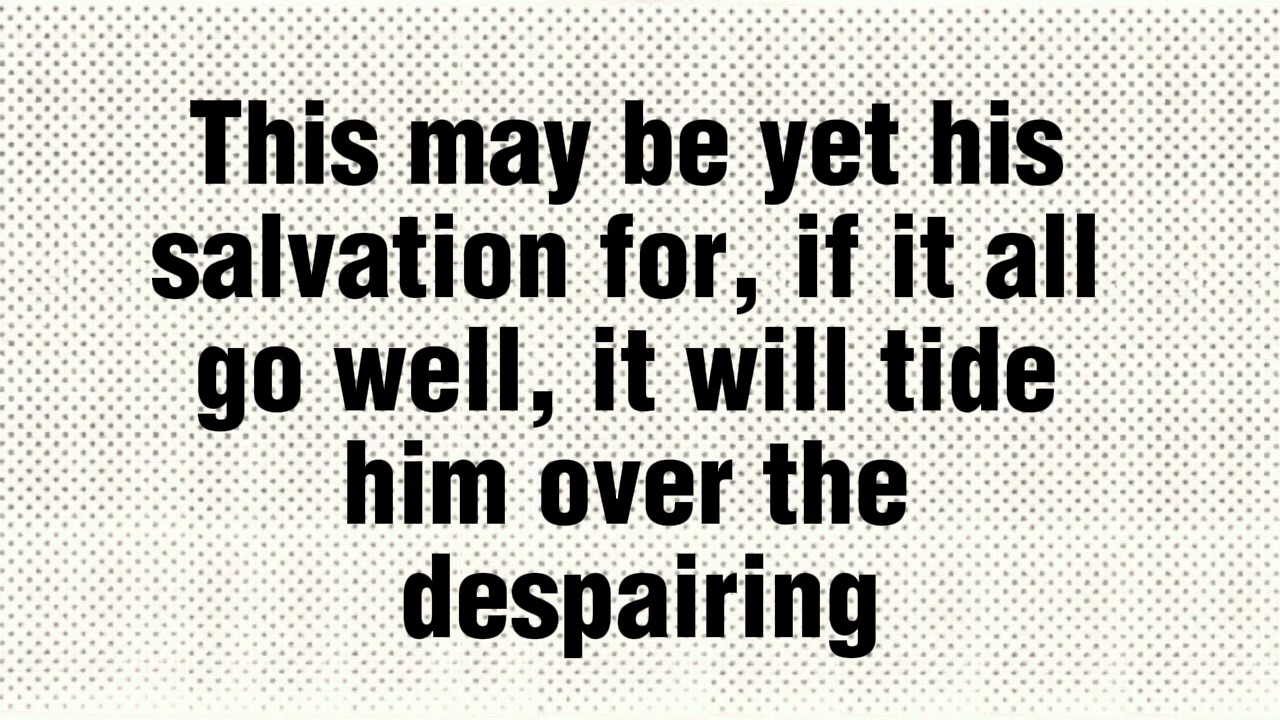 This may be yet his
salvation for, if it all
go well, it will tide
him over the
despairing